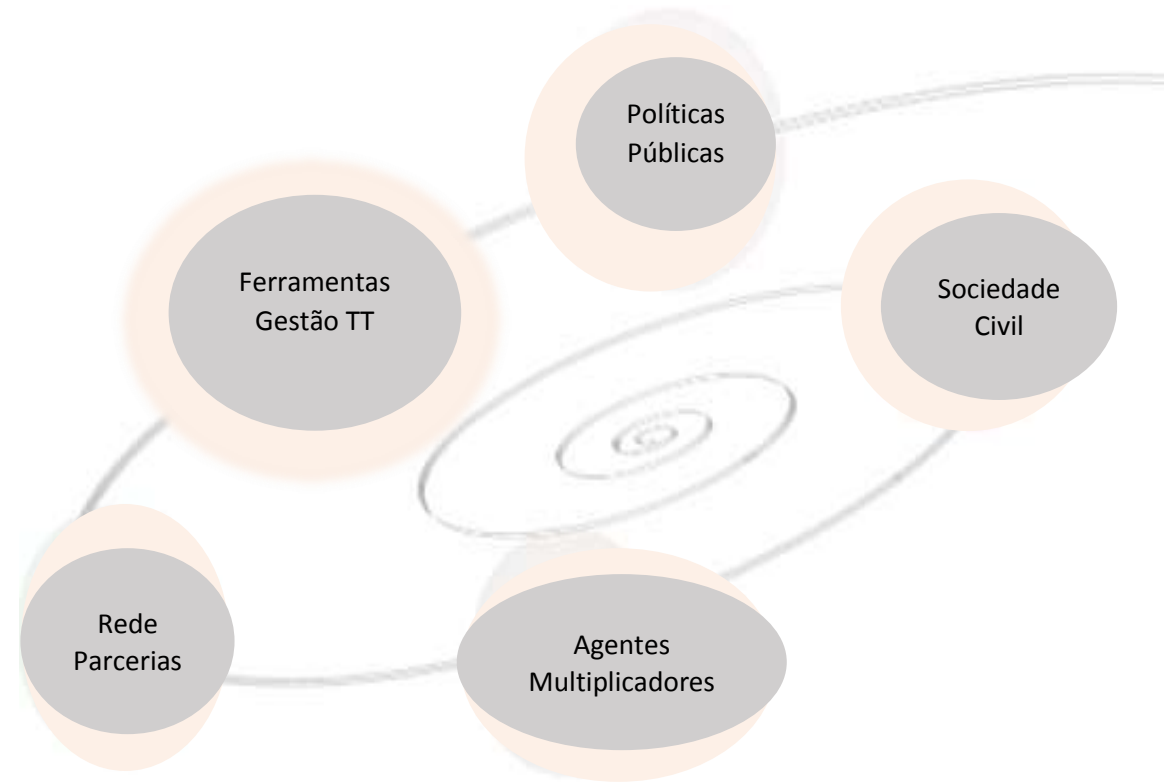 Políticas
Públicas
Ferramentas
Gestão TT
Sociedade
Civil
Rede
Parcerias
Agentes
Multiplicadores